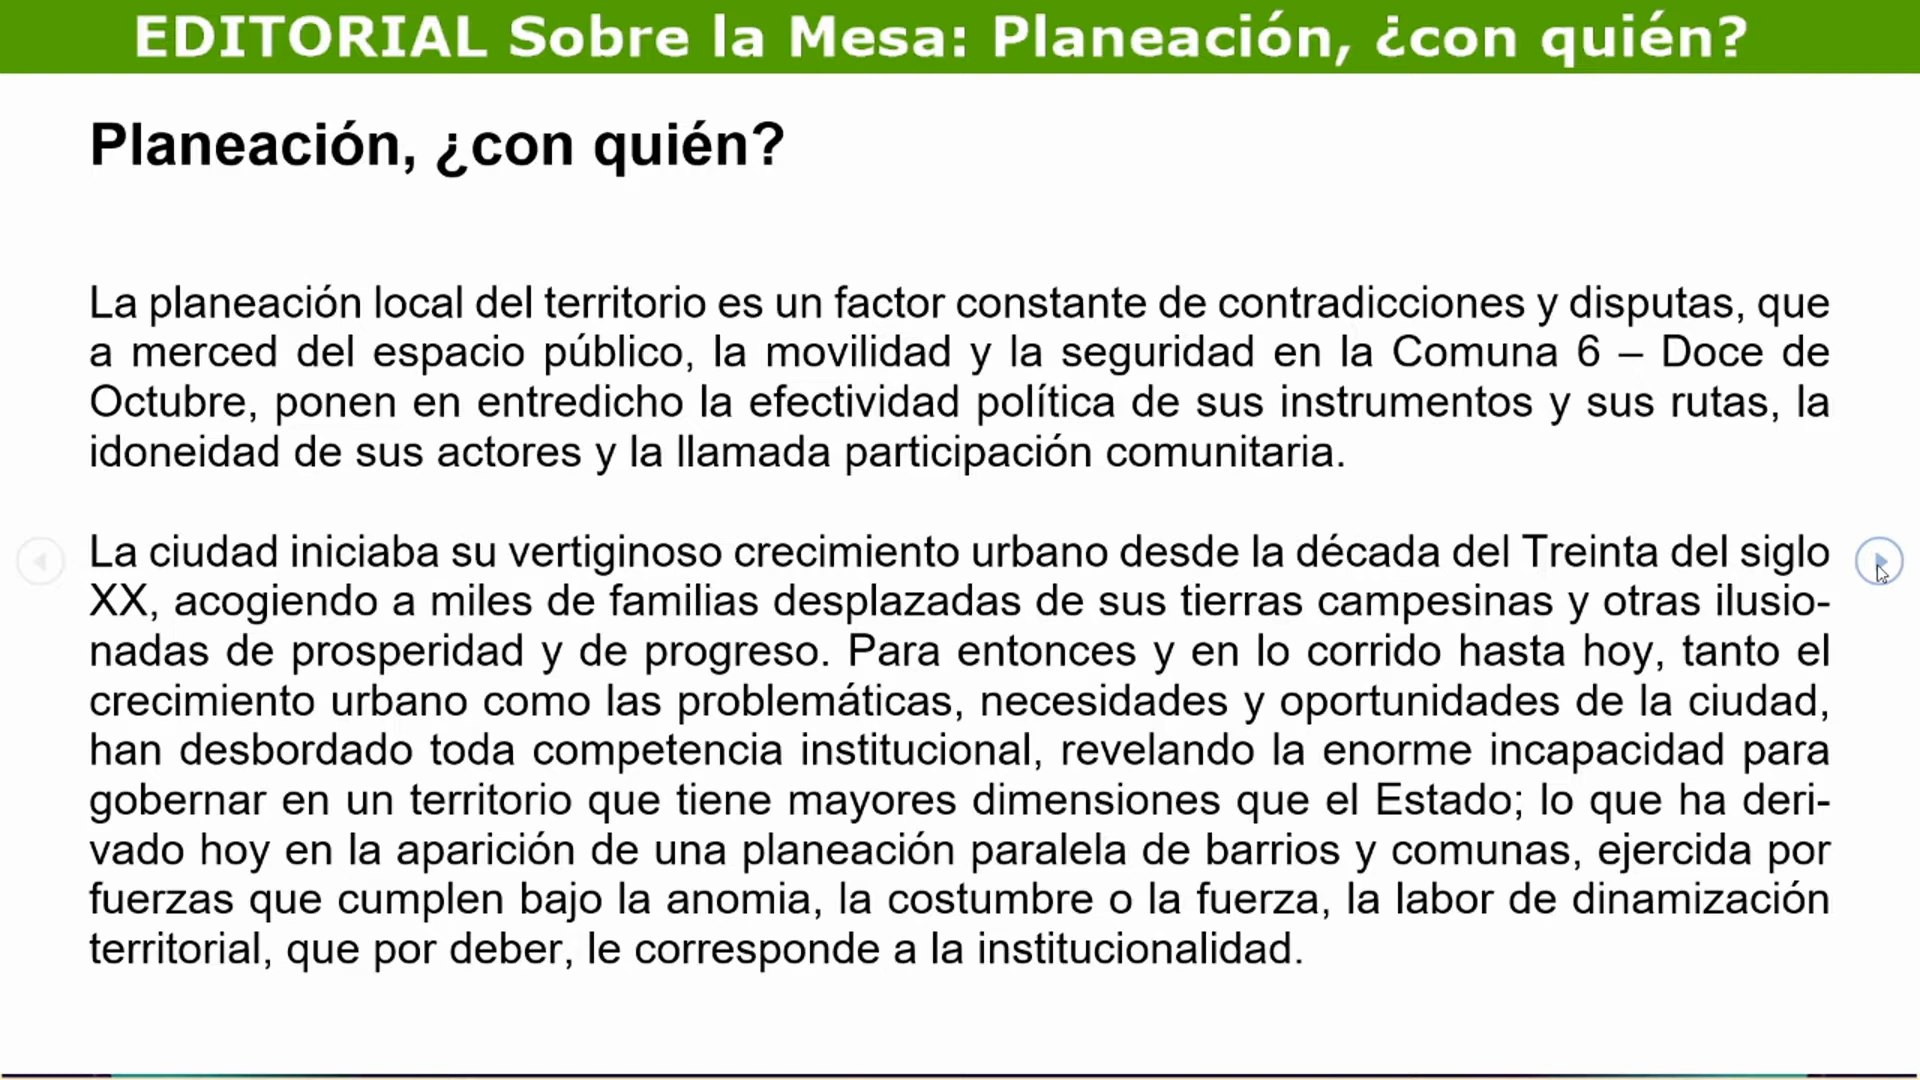 EDITORIAL Sobre la Mesa: Planeación, ¿con quién?
Planeación, ¿con quién?
La planeación local del territorio es un factor constante de contradicciones y disputas, que
a merced del espacio público, la movilidad y la seguridad en la Comuna 6 – Doce de
Octubre, ponen en entredicho la efectividad política de sus instrumentos y sus rutas, la
idoneidad de sus actores y la llamada participación comunitaria.
La ciudad iniciaba su vertiginoso crecimiento urbano desde la década del Treinta del siglo
XX, acogiendo a miles de familias desplazadas de sus tierras campesinas y otras ilusio-
nadas de prosperidad y de progreso. Para entonces y en lo corrido hasta hoy, tanto el
crecimiento urbano como las problemáticas, necesidades y oportunidades de la ciudad,
han desbordado toda competencia institucional, revelando la enorme incapacidad para
gobernar en un territorio que tiene mayores dimensiones que el Estado; lo que ha deri-
vado hoy en la aparición de una planeación paralela de barrios y comunas, ejercida por
fuerzas que cumplen bajo la anomia, la costumbre o la fuerza, la labor de dinamización
territorial, que por deber, le corresponde a la institucionalidad.